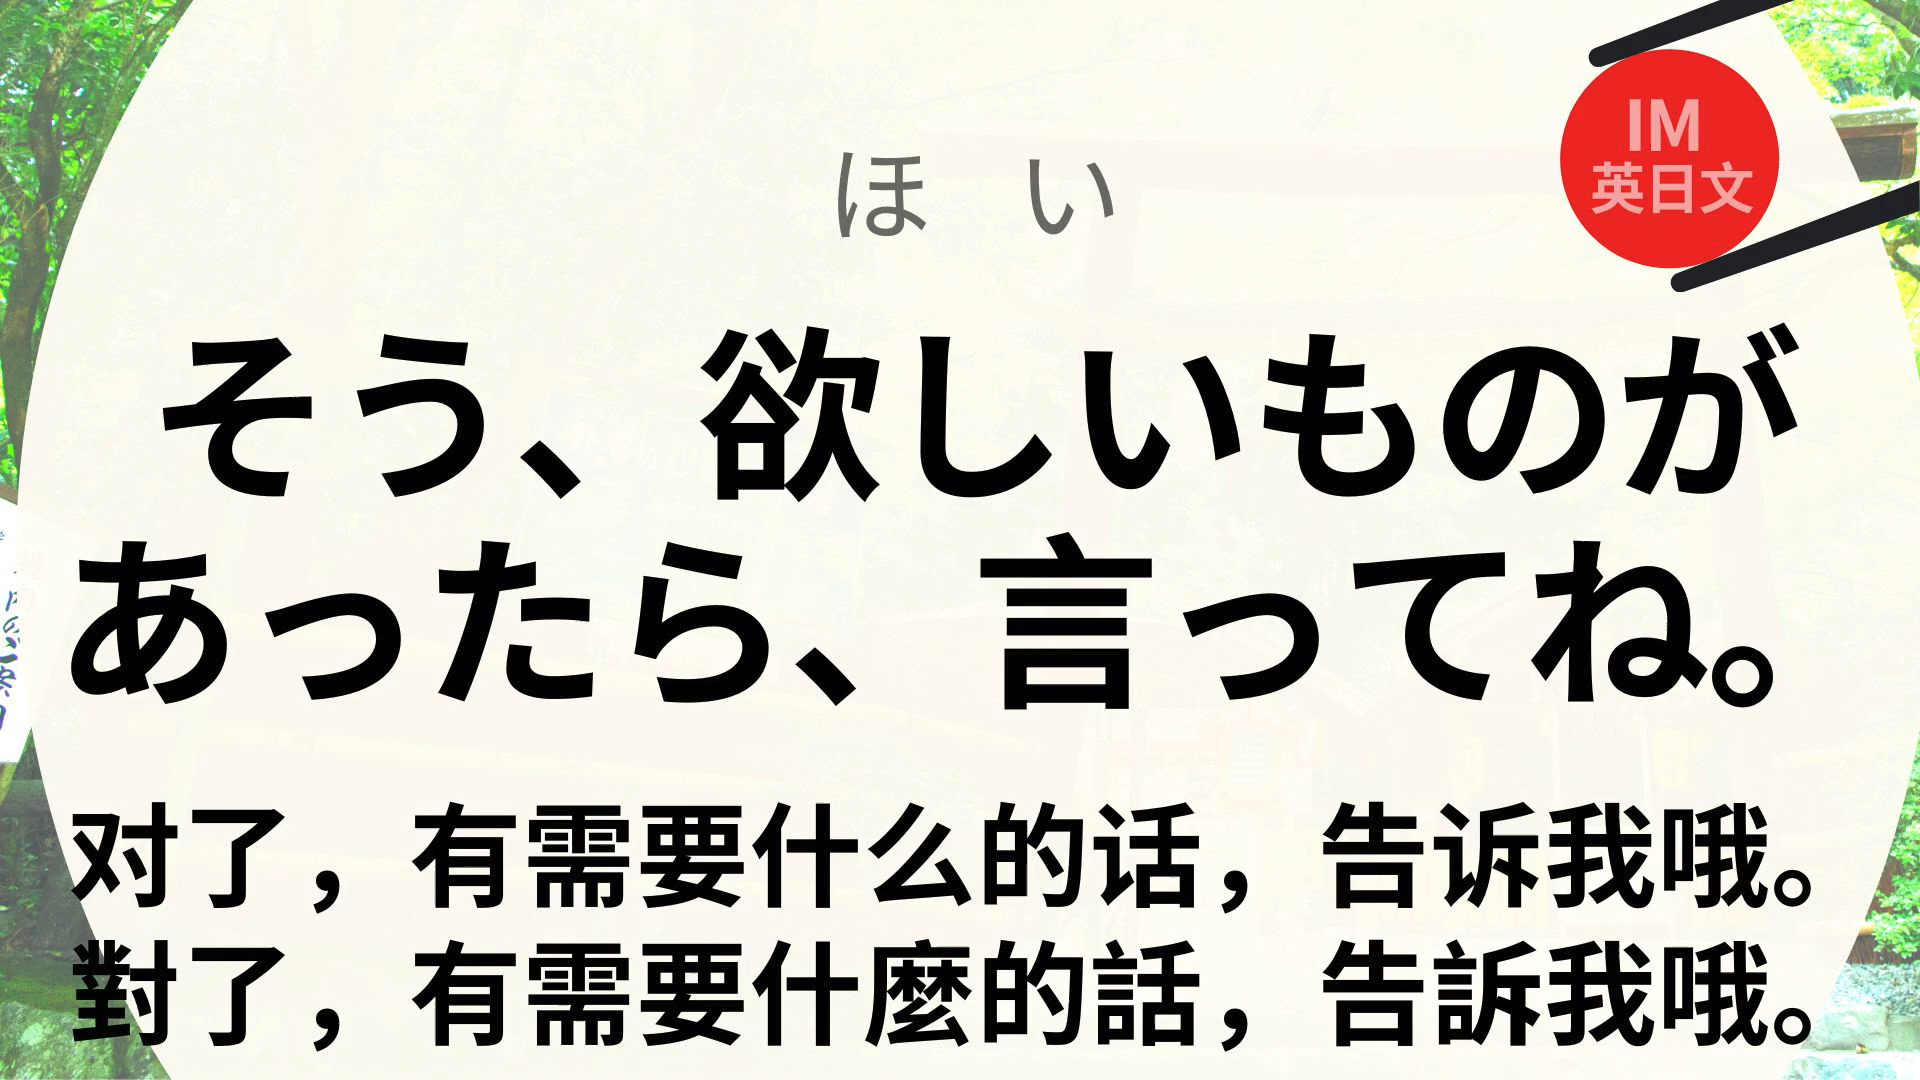 IM
英日文
ほ い
そう、欲しいものが
あったら、言ってね。
对了，有需要什么的话，告诉我哦。
對了，有需要什麼的話，告訴我哦。